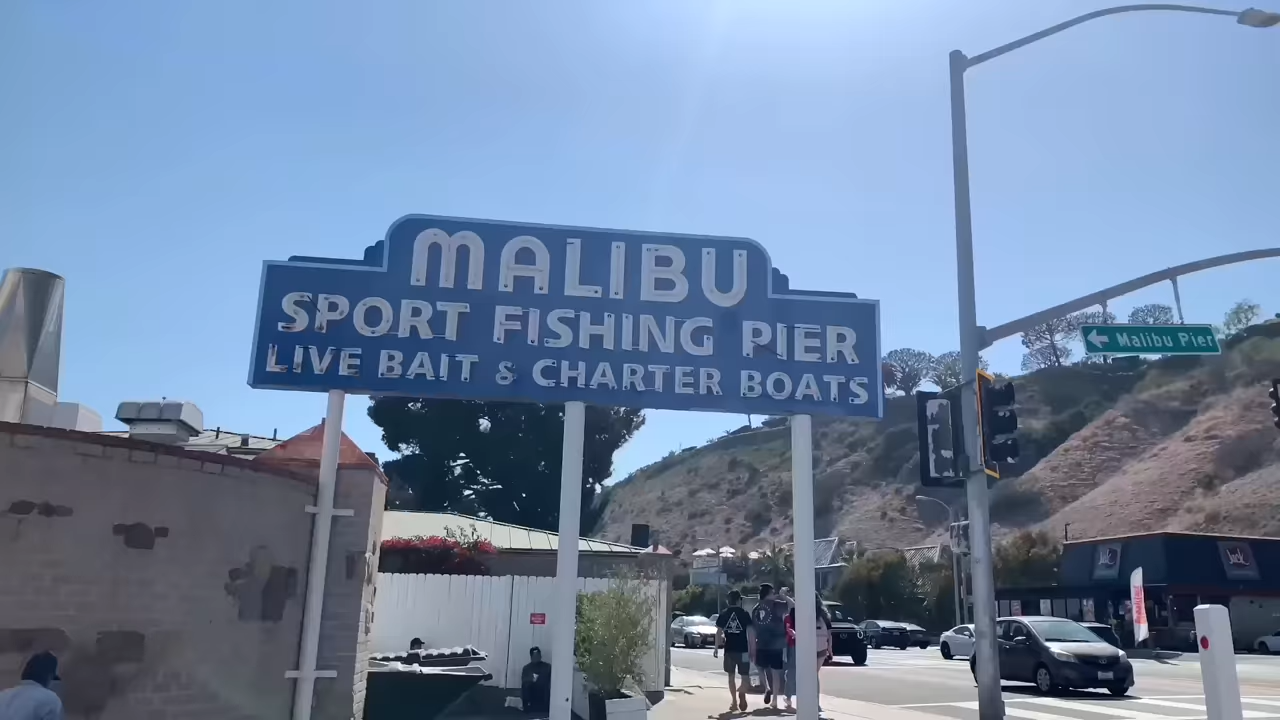 MALIBU
SPORT FISHING PIER
LIVE BAIT & CHARTER BOATS
Malibu Pier